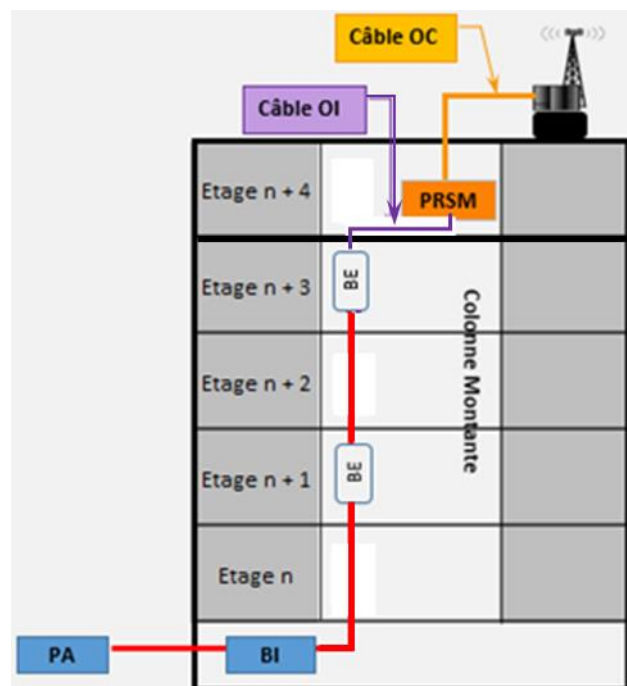 Câble OC
Câble OI
Etage n + 4
PRSM
Etage n + 3
BE
Etage n + 2
Colonne Montante
Etage n + 1
BE
Etage n
PA
BI